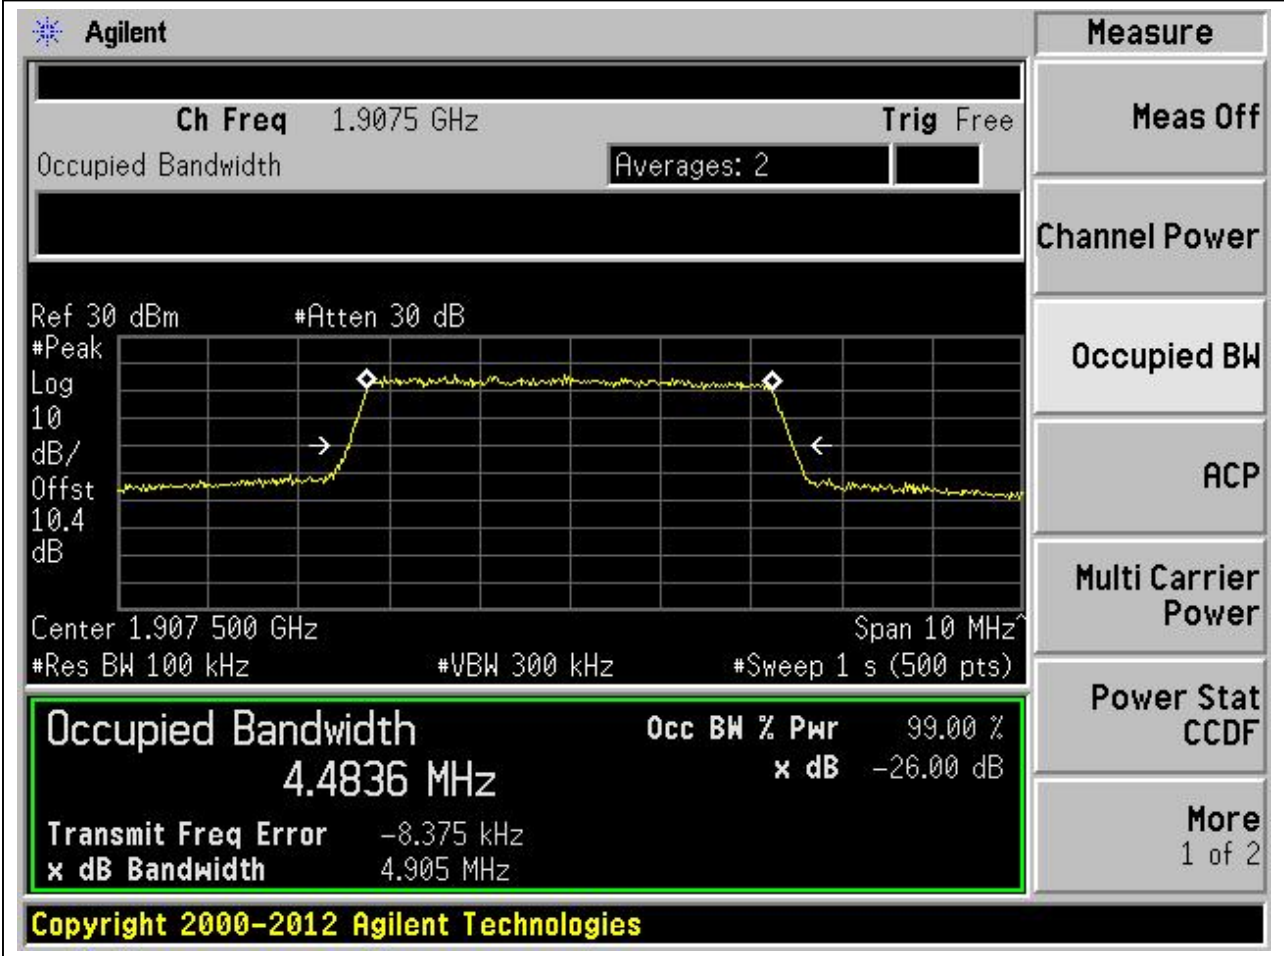 Agilent
Measure
Ch Freq 1.9075 GHz Trig Free
Occupied Bandwidth Averages: 2
Meas Off
Channel Power
Occupied BW
ACP
Multi Carrier
Power
Power Stat
CCDF
More
1 of 2
Ref 30 dBm #Atten 30 dB
#Peak
Log
10
dB/
Offst
10.4
dB
Center 1.907 500 GHz Span 10 MHz^
#Res BW 100 kHz #VBW 300 kHz #Sweep 1 s (500 pts)
Occupied Bandwidth Occ BW % Pwr 99.00 %
4.4836 MHz x dB -26.00 dB
Transmit Freq Error -8.375 kHz
x dB Bandwidth 4.905 MHz
Copyright 2000-2012 Agilent Technologies